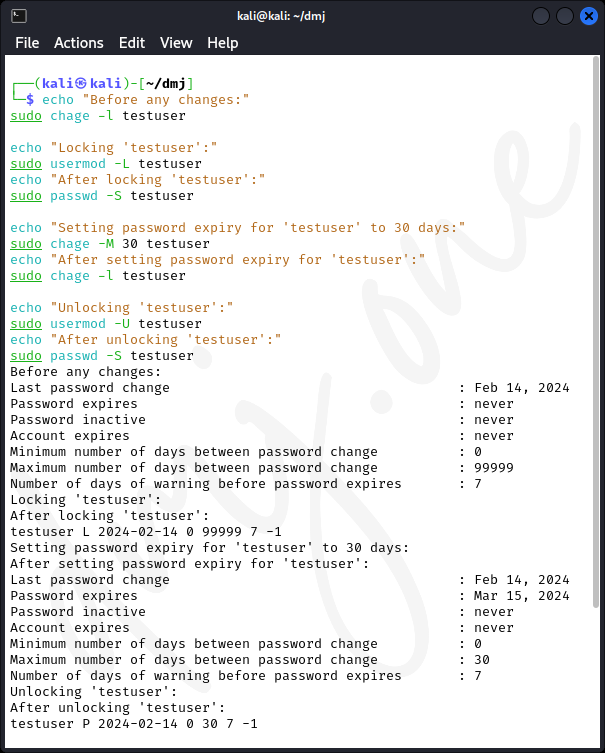 kali@kali: ~/dmj
File Actions Edit View Help
┌──(kali㉿kali)-[~/dmj]
└─$ echo "Before any changes:"
sudo chage -l testuser
echo "Locking 'testuser':"
sudo usermod -L testuser
echo "After locking 'testuser':"
sudo passwd -S testuser
echo "Setting password expiry for 'testuser' to 30 days:"
sudo chage -M 30 testuser
echo "After setting password expiry for 'testuser':"
sudo chage -l testuser
echo "Unlocking 'testuser':"
sudo usermod -U testuser
echo "After unlocking 'testuser':"
sudo passwd -S testuser
Before any changes:
Last password change : Feb 14, 2024
Password expires : never
Password inactive : never
Account expires : never
Minimum number of days between password change : 0
Maximum number of days between password change : 99999
Number of days of warning before password expires : 7
Locking 'testuser':
After locking 'testuser':
testuser L 2024-02-14 0 99999 7 -1
Setting password expiry for 'testuser' to 30 days:
After setting password expiry for 'testuser':
Last password change : Feb 14, 2024
Password expires : Mar 15, 2024
Password inactive : never
Account expires : never
Minimum number of days between password change : 0
Maximum number of days between password change : 30
Number of days of warning before password expires : 7
Unlocking 'testuser':
After unlocking 'testuser':
testuser P 2024-02-14 0 30 7 -1
dmj.one